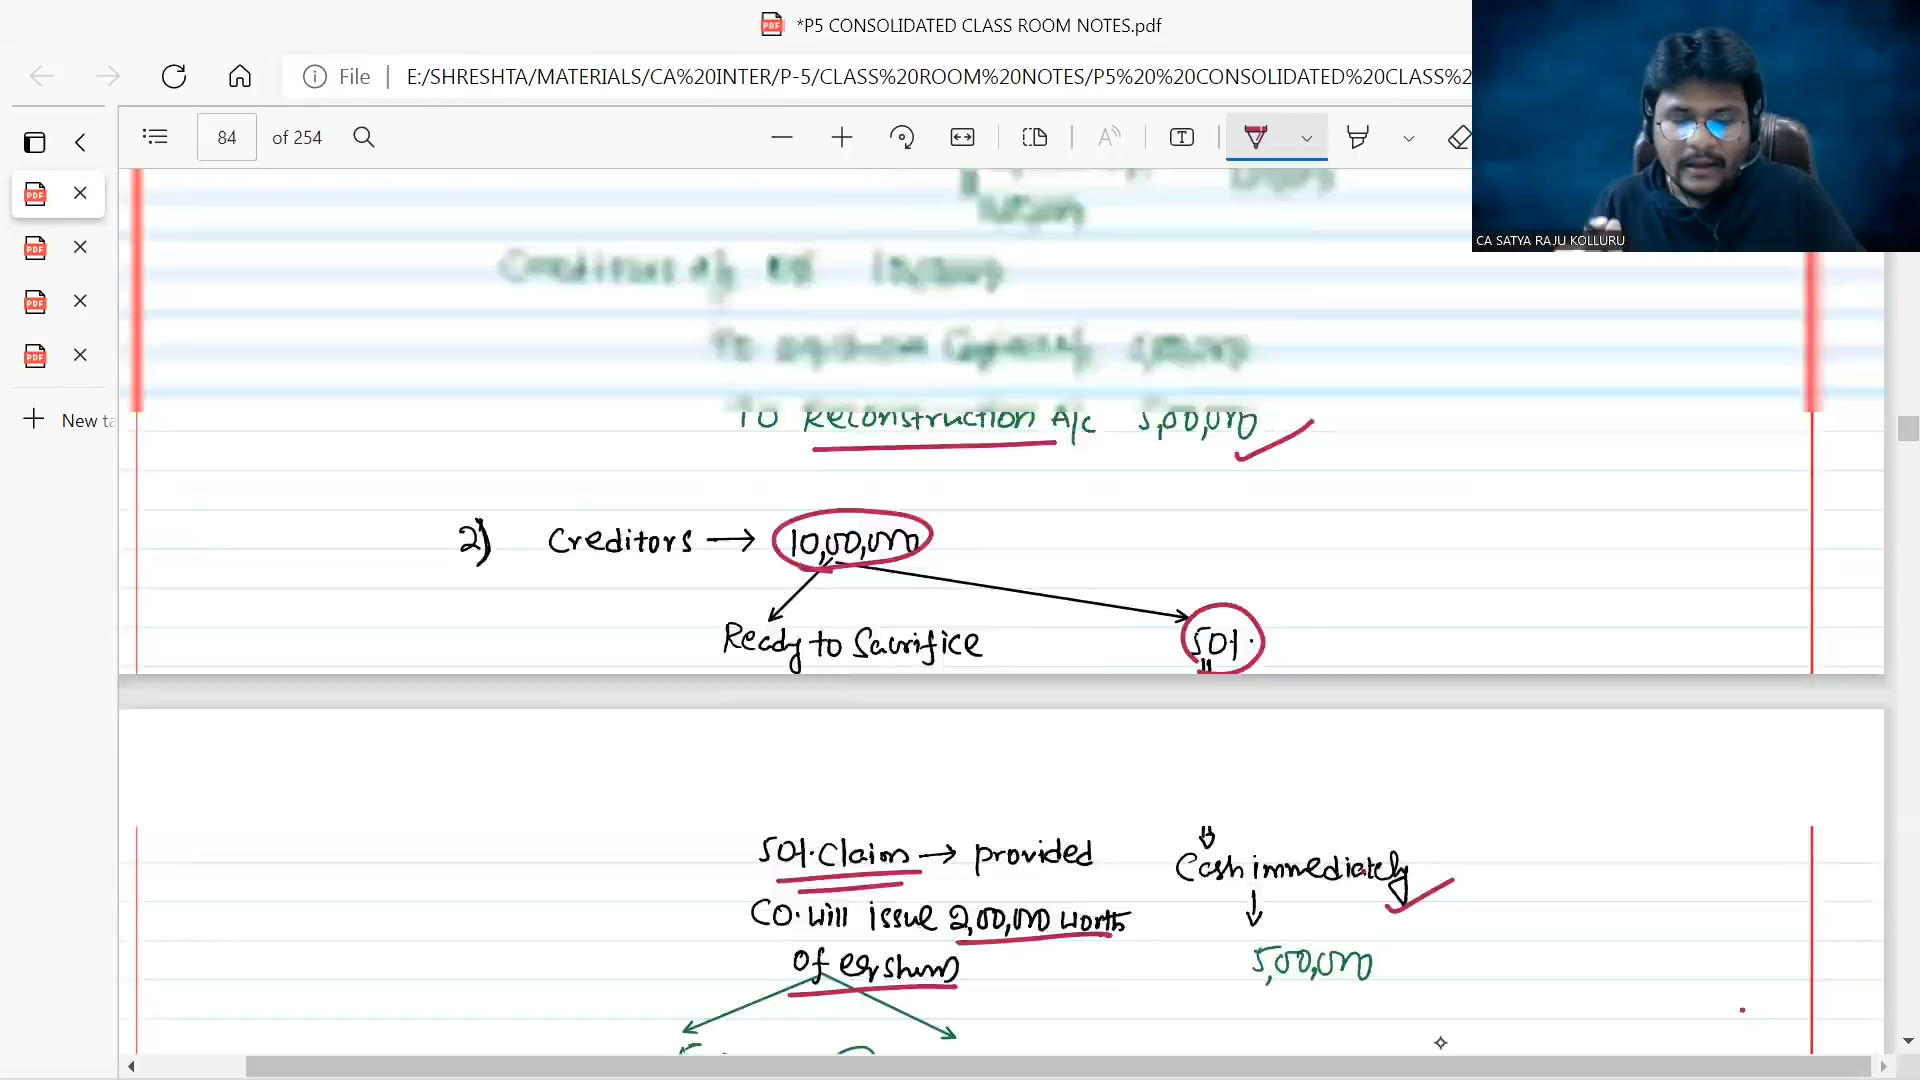 *P5 CONSOLIDATED CLASS ROOM NOTES.pdf
File
E:/SHRESHTA/MATERIALS/CA%20INTER/P-5/CLASS%20ROOM%20NOTES/P5%20%20CONSOLIDATED%20CLASS%2
84 of 254
CA SATYA RAJU KOLLURU
New ta
Creditors A/c
To Reconstruction A/c 5,00,000
2) Creditors → 10,00,000
Ready to Sacrifice 50%
50% Claim → provided
Cash immediately
Co. will issue 2,00,000 worth
of eq shares
5,00,000